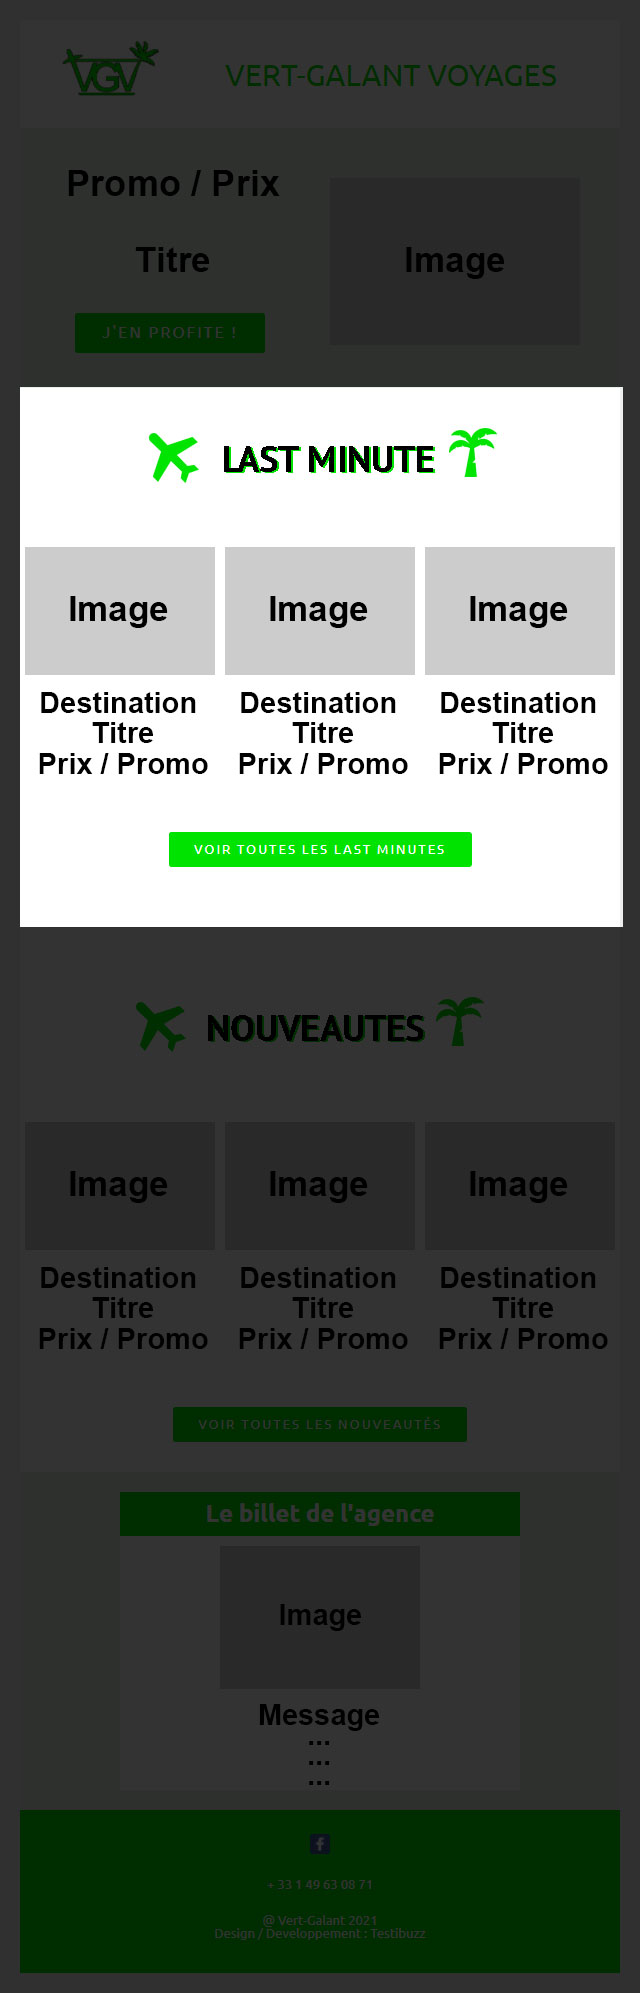 VGV
VERT-GALANT VOYAGES
Promo / Prix
Titre
J'EN PROFITE !
Image
LAST MINUTE
Image Image Image
Destination Destination Destination
Titre Titre Titre
Prix / Promo Prix / Promo Prix / Promo
VOIR TOUTES LES LAST MINUTES
NOUVEAUTES
Image Image Image
Destination Destination Destination
Titre Titre Titre
Prix / Promo Prix / Promo Prix / Promo
VOIR TOUTES LES NOUVEAUTÉS
Le billet de l'agence
Image
Message
...
...
...
f
+ 33 1 49 63 08 71
@ Vert-Galant 2021
Design / Developpement : Testibuzz